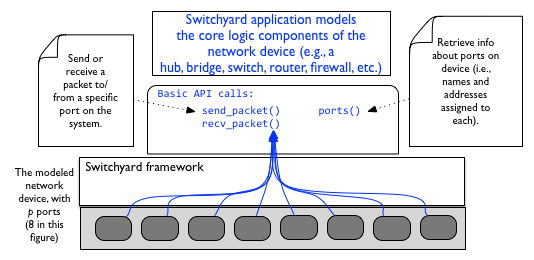 Switchyard application models
the core logic components of the
network device (e.g., a
hub, bridge, switch, router, firewall, etc.)
Send or
receive a
packet to/
from a specific
port on the
system.
Basic API calls:
send_packet()
recv_packet()
ports()
Retrieve info
about ports on
device (i.e.,
names and
addresses
assigned to
each).
The modeled
network
device, with
p ports
(8 in this
figure)
Switchyard framework